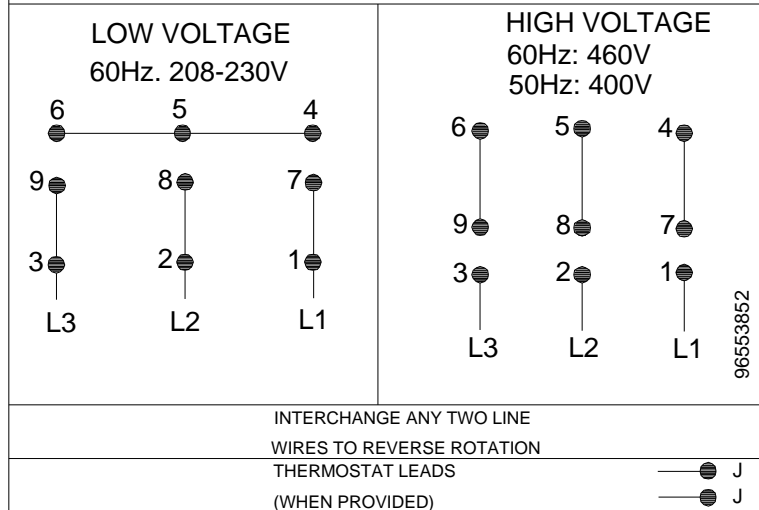 LOW VOLTAGE
60Hz. 208-230V
6 5 4
9 8 7
3 2 1
L3 L2 L1
HIGH VOLTAGE
60Hz: 460V
50Hz: 400V
6 5 4
9 8 7
3 2 1
L3 L2 L1
96553852
INTERCHANGE ANY TWO LINE
WIRES TO REVERSE ROTATION
THERMOSTAT LEADS
(WHEN PROVIDED)
J
J